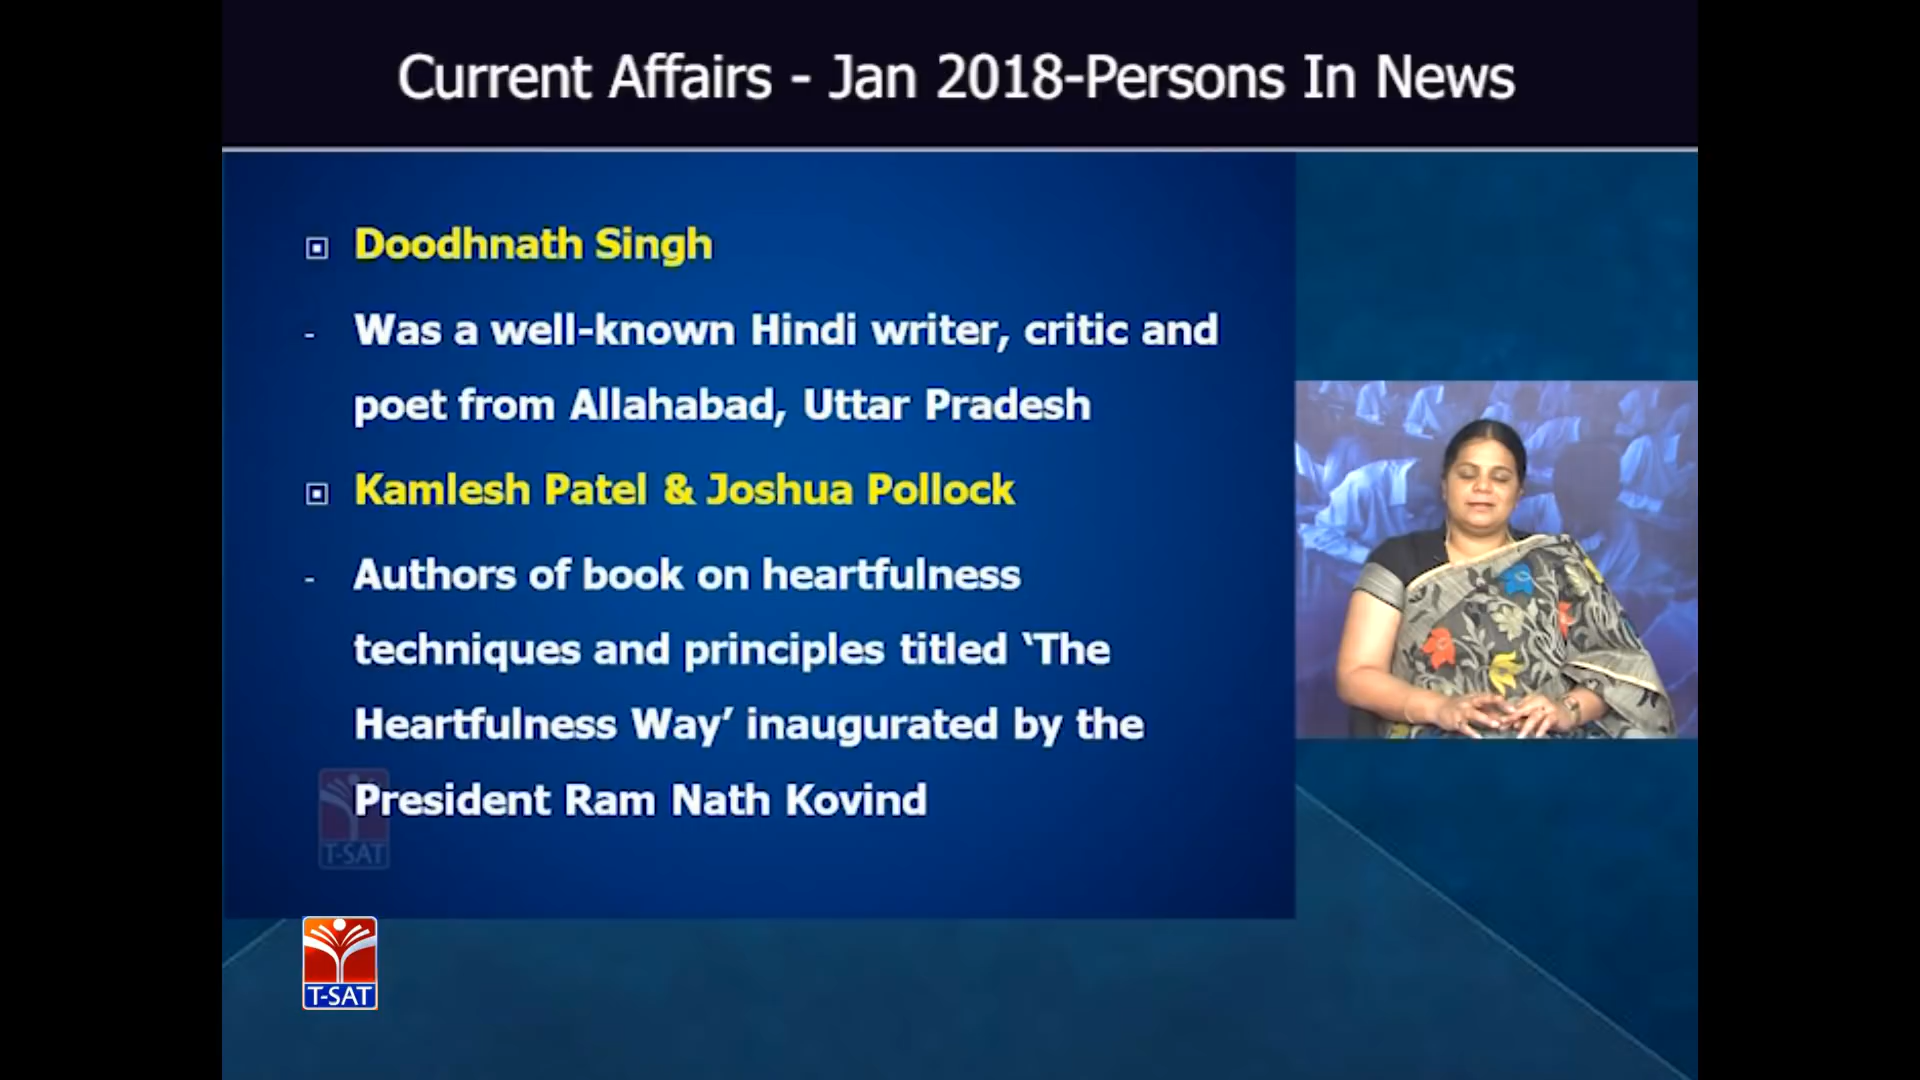 Current Affairs - Jan 2018-Persons In News
Doodhnath Singh
- Was a well-known Hindi writer, critic and
poet from Allahabad, Uttar Pradesh
Kamlesh Patel & Joshua Pollock
- Authors of book on heartfulness
techniques and principles titled ‘The
Heartfulness Way’ inaugurated by the
President Ram Nath Kovind
T-SAT
T-SAT